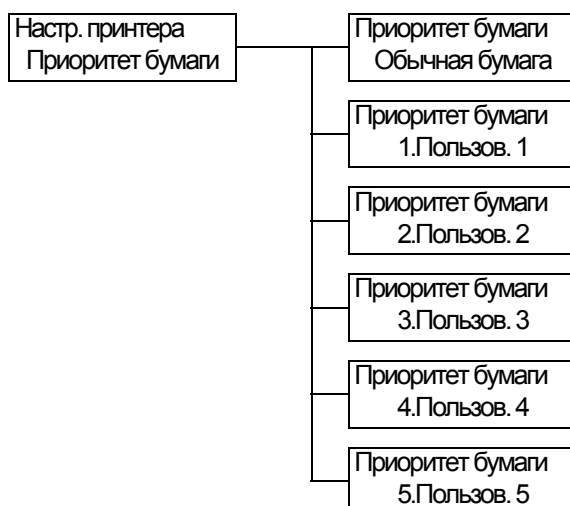 Настр. принтера
Приоритет бумаги
Приоритет бумаги
Обычная бумага
Приоритет бумаги
1.Пользов. 1
Приоритет бумаги
2.Пользов. 2
Приоритет бумаги
3.Пользов. 3
Приоритет бумаги
4.Пользов. 4
Приоритет бумаги
5.Пользов. 5